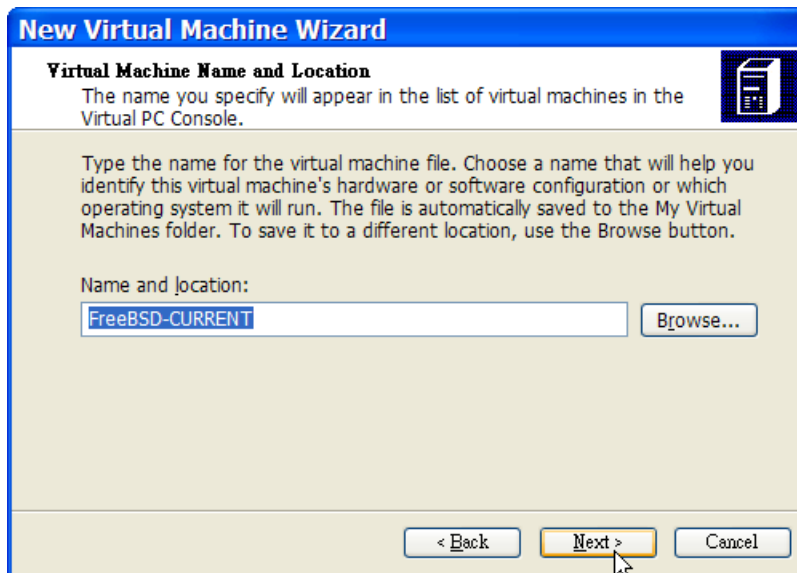 New Virtual Machine Wizard
Virtual Machine Name and Location
The name you specify will appear in the list of virtual machines in the
Virtual PC Console.
Type the name for the virtual machine file. Choose a name that will help you
identify this virtual machine's hardware or software configuration or which
operating system it will run. The file is automatically saved to the My Virtual
Machines folder. To save it to a different location, use the Browse button.
Name and location:
FreeBSD-CURRENT
Browse...
< Back
Next >
Cancel